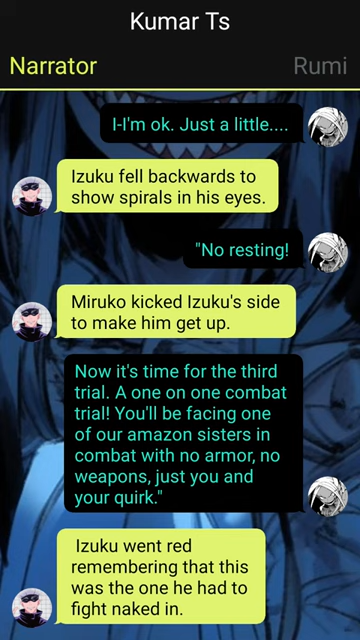 Kumar Ts
Narrator
Rumi
I-I'm ok. Just a little....
Izuku fell backwards to
show spirals in his eyes.
"No resting!
Miruko kicked Izuku's side
to make him get up.
Now it's time for the third
trial. A one on one combat
trial! You'll be facing one
of our amazon sisters in
combat with no armor, no
weapons, just you and
your quirk."
Izuku went red
remembering that this
was the one he had to
fight naked in.